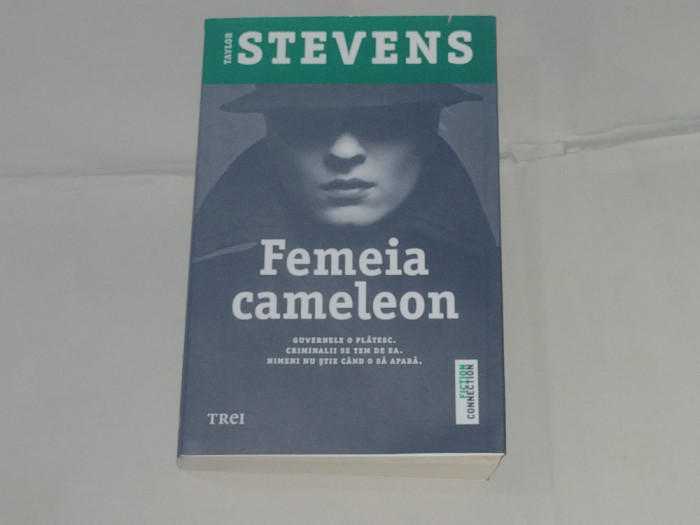 TAYLOR
STEVENS
Femeia
cameleon
GUVERNELE O PLĂTESC.
CRIMINALII SE TEM DE EA.
NIMENI NU ȘTIE CÂND O SĂ APARĂ.
FICTION
CONNECTION
TREI